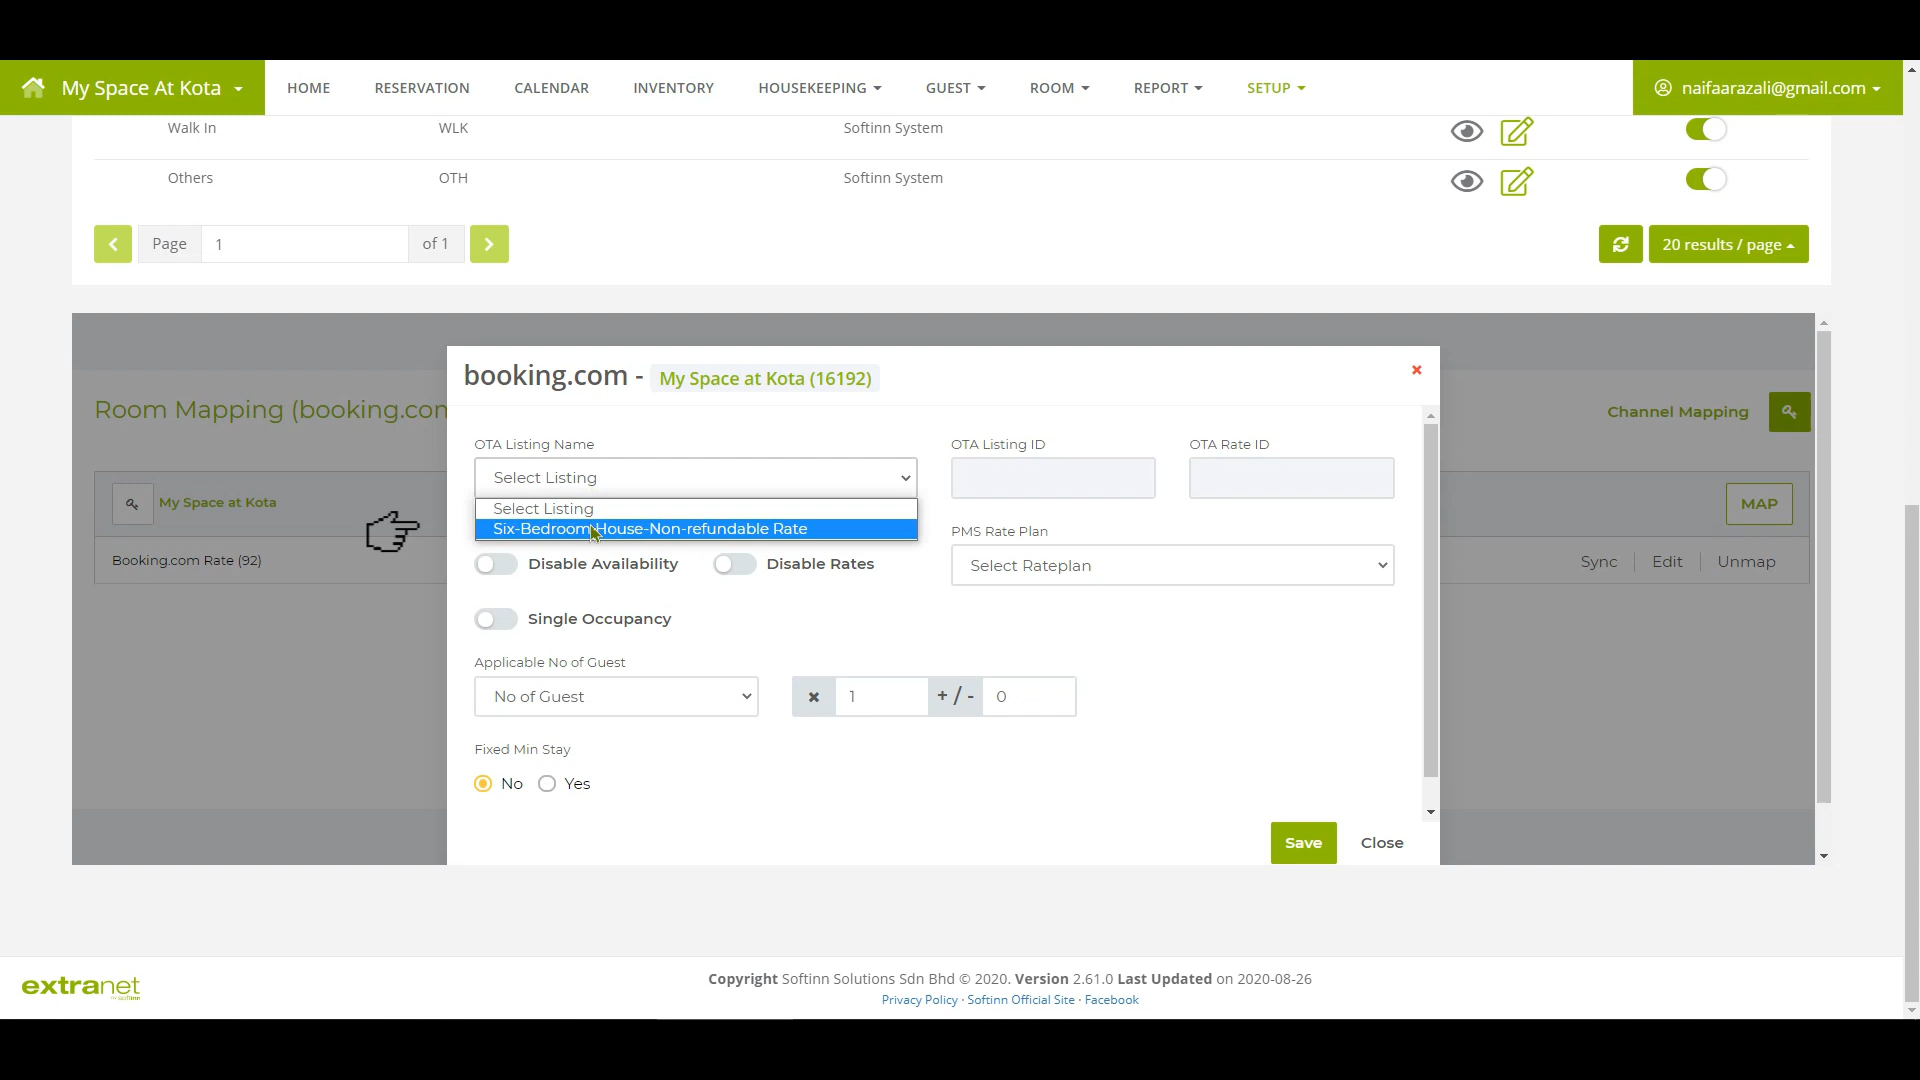 My Space At Kota
HOME
RESERVATION
CALENDAR
INVENTORY
HOUSEKEEPING
GUEST
ROOM
REPORT
SETUP
naifaarazali@gmail.com
Walk In
WLK
Softinn System
Others
OTH
Softinn System
Page
1
of 1
20 results / page
booking.com - My Space at Kota (16192)
Room Mapping (booking.con
Channel Mapping
OTA Listing Name
OTA Listing ID
OTA Rate ID
Select Listing
My Space at Kota
MAP
Select Listing
Six-Bedroom House-Non-refundable Rate
PMS Rate Plan
Booking.com Rate (92)
Disable Availability
Disable Rates
Select Rateplan
Sync
Edit
Unmap
Single Occupancy
Applicable No of Guest
No of Guest
1
+ / -
0
Fixed Min Stay
No
Yes
Save
Close
extranet
Copyright Softinn Solutions Sdn Bhd © 2020. Version 2.61.0 Last Updated on 2020-08-26
Privacy Policy · Softinn Official Site · Facebook